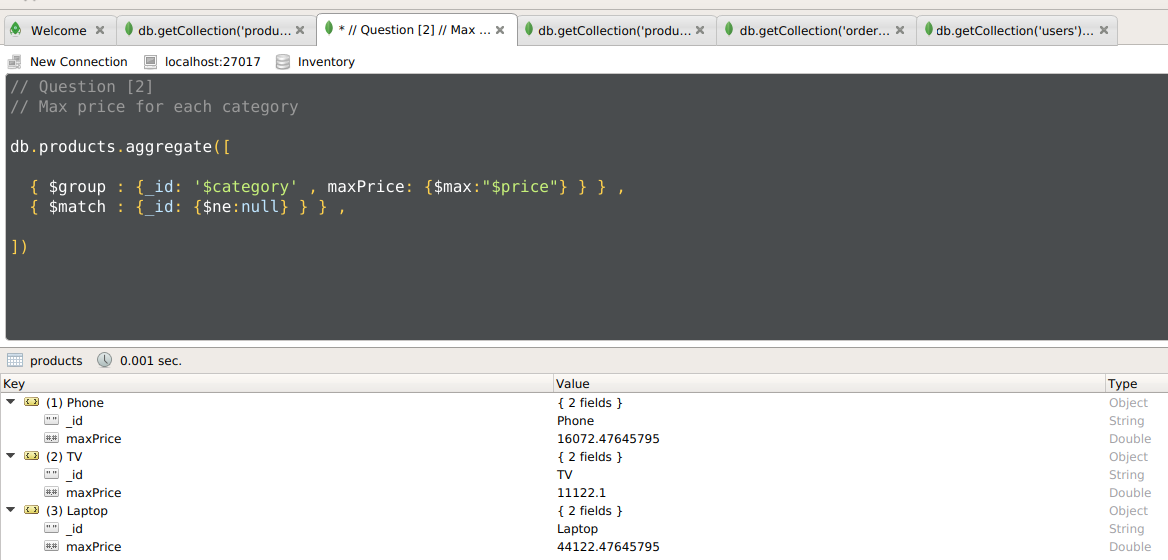 Welcome
db.getCollection('produ...
* // Question [2] // Max ...
db.getCollection('produ...
db.getCollection('order...
db.getCollection('users')...
New Connection localhost:27017 Inventory
// Question [2]
// Max price for each category
db.products.aggregate([
{ $group : {_id: '$category' , maxPrice: {$max:"$price"} } } ,
{ $match : {_id: {$ne:null} } } ,
])
products 0.001 sec.
Key Value Type
(1) Phone { 2 fields } Object
_id Phone String
maxPrice 16072.47645795 Double
(2) TV { 2 fields } Object
_id TV String
maxPrice 11122.1 Double
(3) Laptop { 2 fields } Object
_id Laptop String
maxPrice 44122.47645795 Double